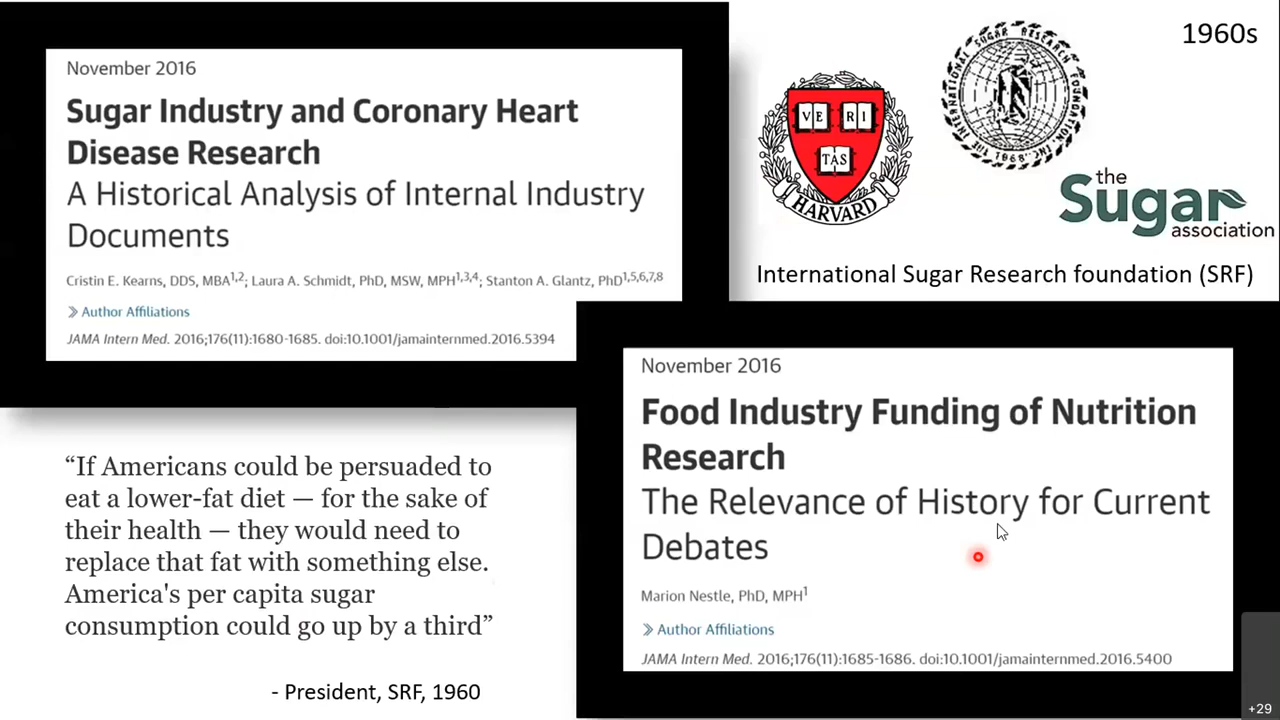 November 2016
Sugar Industry and Coronary Heart
Disease Research
A Historical Analysis of Internal Industry
Documents
Cristin E. Kearns, DDS, MBA1,2; Laura A. Schmidt, PhD, MSW, MPH1,3,4; Stanton A. Glantz, PhD1,5,6,7,8
» Author Affiliations
JAMA Intern Med. 2016;176(11):1680-1685. doi:10.1001/jamainternmed.2016.5394
1960s
VE RI
TAS
HARVARD
THE INTERNATIONAL SUGAR RESEARCH FOUNDATION, INC.
1968
the
Sugar
association
International Sugar Research foundation (SRF)
November 2016
Food Industry Funding of Nutrition
Research
The Relevance of History for Current
Debates
Marion Nestle, PhD, MPH1
» Author Affiliations
JAMA Intern Med. 2016;176(11):1685-1686. doi:10.1001/jamainternmed.2016.5400
“If Americans could be persuaded to
eat a lower-fat diet — for the sake of
their health — they would need to
replace that fat with something else.
America's per capita sugar
consumption could go up by a third”
- President, SRF, 1960
+29